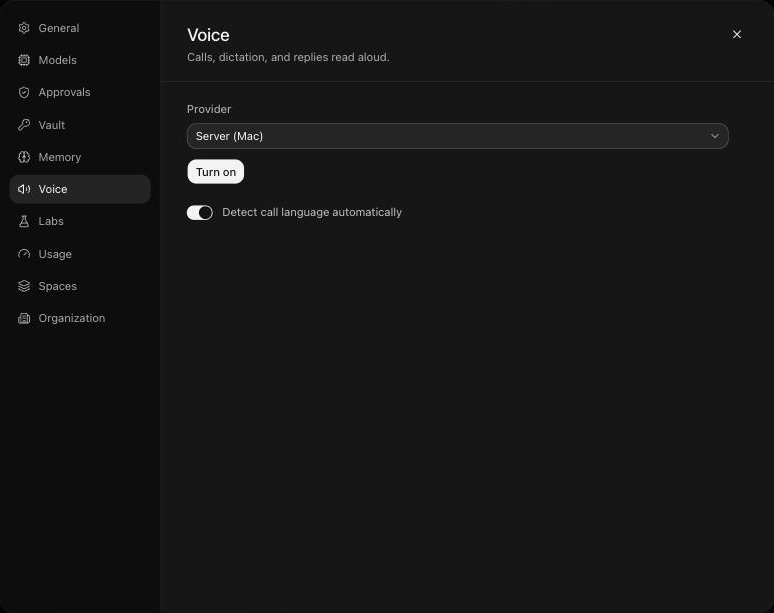 General
Models
Approvals
Vault
Memory
Voice
Labs
Usage
Spaces
Organization
Voice
Calls, dictation, and replies read aloud.
Provider
Server (Mac)
Turn on
Detect call language automatically